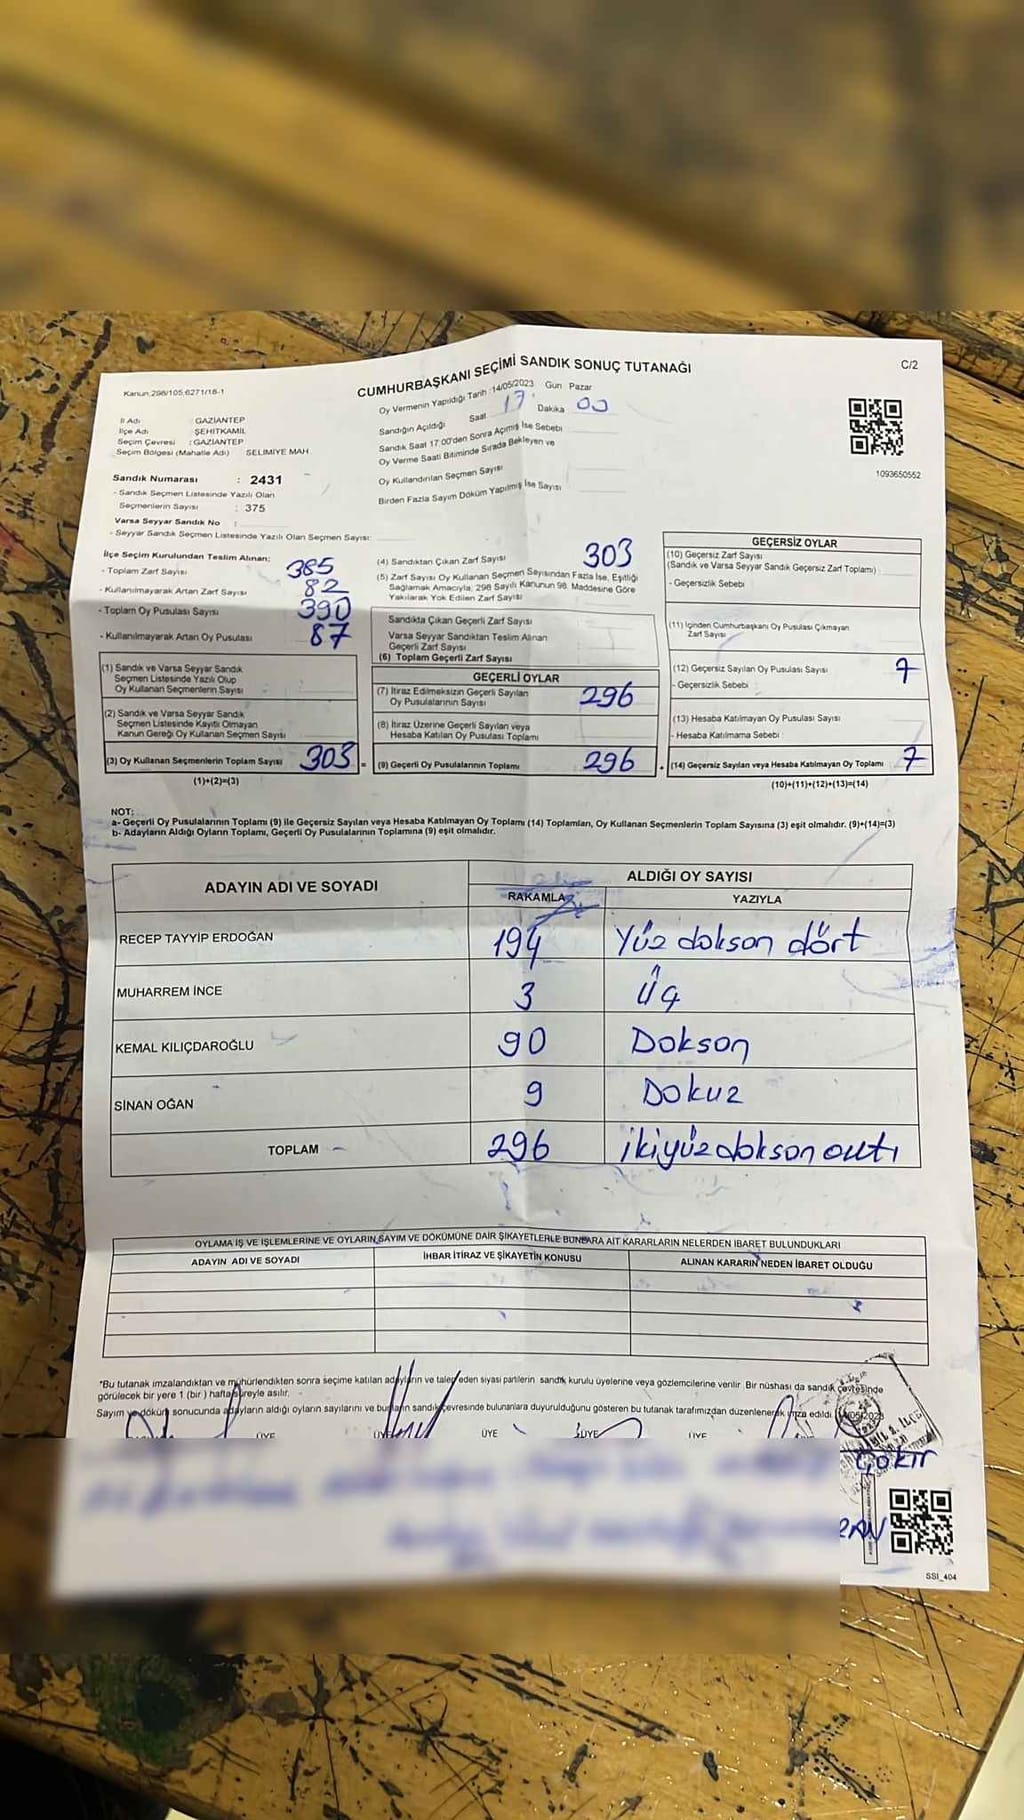 CUMHURBAŞKANI SEÇİMİ SANDIK SONUÇ TUTANAĞI
C/2
Kanun;298/105;6271/18-1
Oy Vermenin Yapıldığı Tarih :14/05/2023 Gün Pazar
İl Adı : GAZİANTEP
İlçe Adı : ŞEHİTKAMİL
Seçim Çevresi : GAZİANTEP
Seçim Bölgesi (Mahalle Adı) SELIMIYE MAH.
Sandığın Açıldığı Saat 17 Dakika 00
Sandık Saat 17:00'den Sonra Açımış İse Sebebi
Oy Verme Saati Bitiminde Sırada Bekleyen ve
Oy Kullandırılan Seçmen Sayısı
Birden Fazla Sayım Döküm Yapılmış İse Sayısı
1093650552
Sandık Numarası : 2431
- Sandık Seçmen Listesinde Yazılı Olan
Seçmenlerin Sayısı : 375
Varsa Seyyar Sandık No :
- Seyyar Sandık Seçmen Listesinde Yazılı Olan Seçmen Sayısı:
İlçe Seçim Kurulundan Teslim Alınan;
- Toplam Zarf Sayısı 385
- Kullanılmayarak Artan Zarf Sayısı 82
- Toplam Oy Pusulası Sayısı 390
- Kullanılmayarak Artan Oy Pusulası 87
(1) Sandık ve Varsa Seyyar Sandık
Seçmen Listesinde Yazılı Olup
Oy Kullanan Seçmenlerin Sayısı
(2) Sandık ve Varsa Seyyar Sandık
Seçmen Listesinde Kayıtlı Olmayan
Kanun Gereği Oy Kullanan Seçmen Sayısı
(3) Oy Kullanan Seçmenlerin Toplam Sayısı 303
(1)+(2)=(3)
(4) Sandıktan Çıkan Zarf Sayısı 303
(5) Zarf Sayısı Oy Kullanan Seçmen Sayısından Fazla İse, Eşitliği
Sağlamak Amacıyla; 298 Sayılı Kanunun 98. Maddesine Göre
Yakılarak Yok Edilen Zarf Sayısı
Sandıkta Çıkan Geçerli Zarf Sayısı
Varsa Seyyar Sandıktan Teslim Alınan
Geçerli Zarf Sayısı
(6) Toplam Geçerli Zarf Sayısı
GEÇERLİ OYLAR
(7) İtiraz Edilmeksizin Geçerli Sayılan
Oy Pusulalarının Sayısı 296
(8) İtiraz Üzerine Geçerli Sayılan veya
Hesaba Katılan Oy Pusulası Toplamı
(9) Geçerli Oy Pusulalarının Toplamı 296
GEÇERSİZ OYLAR
(10) Geçersiz Zarf Sayısı
(Sandık ve Varsa Seyyar Sandık Geçersiz Zarf Toplamı)
- Geçersizlik Sebebi
(11) İçinden Cumhurbaşkanı Oy Pusulası Çıkmayan
Zarf Sayısı
(12) Geçersiz Sayılan Oy Pusulası Sayısı 7
- Geçersizlik Sebebi
(13) Hesaba Katılmayan Oy Pusulası Sayısı
- Hesaba Katılmama Sebebi
(14) Geçersiz Sayılan veya Hesaba Katılmayan Oy Toplamı 7
(10)+(11)+(12)+(13)=(14)
NOT:
a- Geçerli Oy Pusulalarının Toplamı (9) ile Geçersiz Sayılan veya Hesaba Katılmayan Oy Toplamı (14) Toplamları, Oy Kullanan Seçmenlerin Toplam Sayısına (3) eşit olmalıdır. (9)+(14)=(3)
b- Adayların Aldığı Oyların Toplamı, Geçerli Oy Pusulalarının Toplamına (9) eşit olmalıdır.
ADAYIN ADI VE SOYADI ALDIĞI OY SAYISI
RAKAMLA YAZIYLA
RECEP TAYYİP ERDOĞAN 194 Yüz dokson dört
MUHARREM İNCE 3 Üç
KEMAL KILIÇDAROĞLU 90 Dokson
SİNAN OĞAN 9 Dokuz
TOPLAM 296 ikiyüz dokson altı
OYLAMA İŞ VE İŞLEMLERİNE VE OYLARIN SAYIM VE DÖKÜMÜNE DAİR ŞİKAYETLERLE BUNLARA AİT KARARLARIN NELERDEN İBARET BULUNDUKLARI
ADAYIN ADI VE SOYADI İHBAR İTİRAZ VE ŞİKAYETİN KONUSU ALINAN KARARIN NEDEN İBARET OLDUĞU
*Bu tutanak imzalandıktan ve mühürlendikten sonra seçime katılan adayların ve talep eden siyasi partilerin sandık kurulu üyelerine veya gözlemcilerine verilir. Bir nüshası da sandık çevresinde
görülecek bir yere 1 (bir ) hafta süreyle asılır.
Sayım ve döküm sonucunda adayların aldığı oyların sayılarını ve bunların sandık çevresinde bulunanlara duyurulduğunu gösteren bu tutanak tarafımızdan düzenlenerek imza edildi. 14/05/2023
ÜYE ÜYE ÜYE ÜYE ÜYE
SSI_404